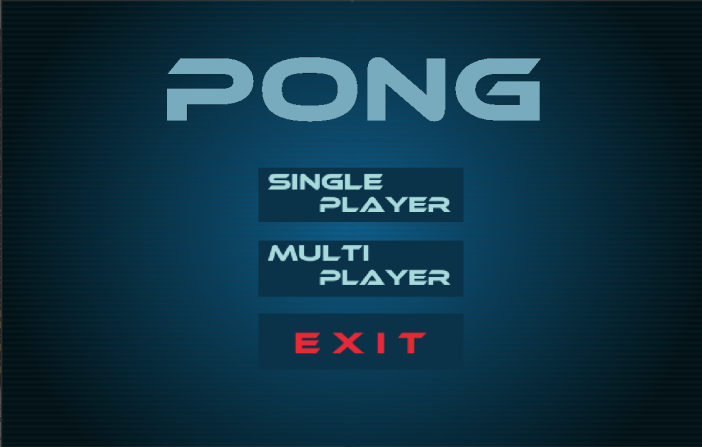 PONG
SINGLE
PLAYER
MULTI
PLAYER
EXIT